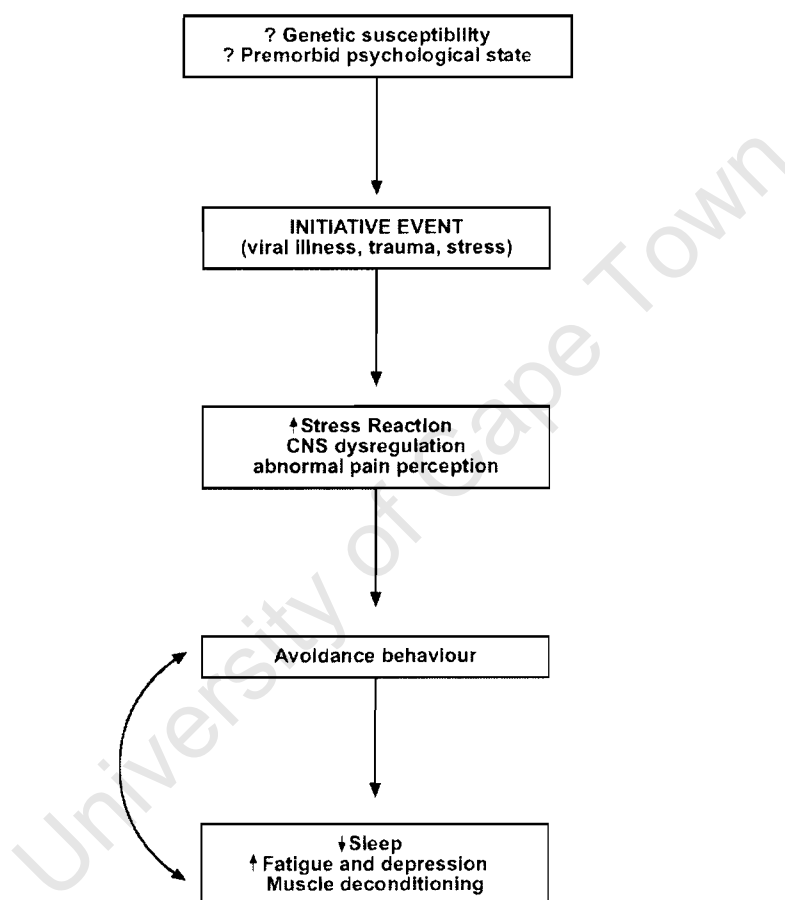 ? Genetic susceptibility
? Premorbid psychological state
INITIATIVE EVENT
(viral illness, trauma, stress)
↑Stress Reaction
CNS dysregulation
abnormal pain perception
Avoidance behaviour
↓Sleep
↑Fatigue and depression
Muscle deconditioning
University of Cape Town